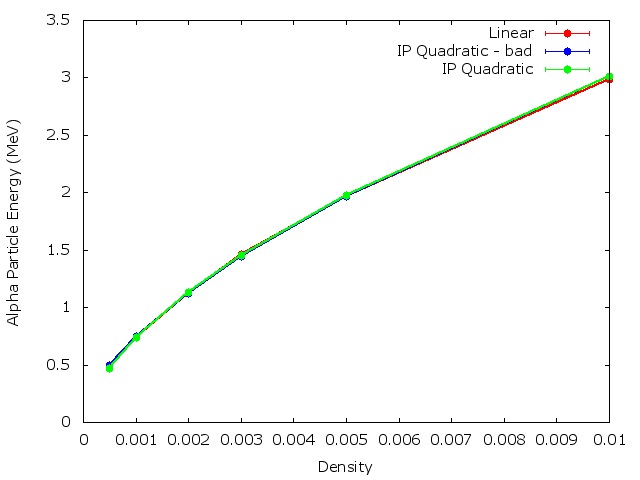 3.5
3
2.5
2
1.5
1
0.5
0
Alpha Particle Energy (MeV)
Linear
IP Quadratic - bad
IP Quadratic
0 0.001 0.002 0.003 0.004 0.005 0.006 0.007 0.008 0.009 0.01
Density